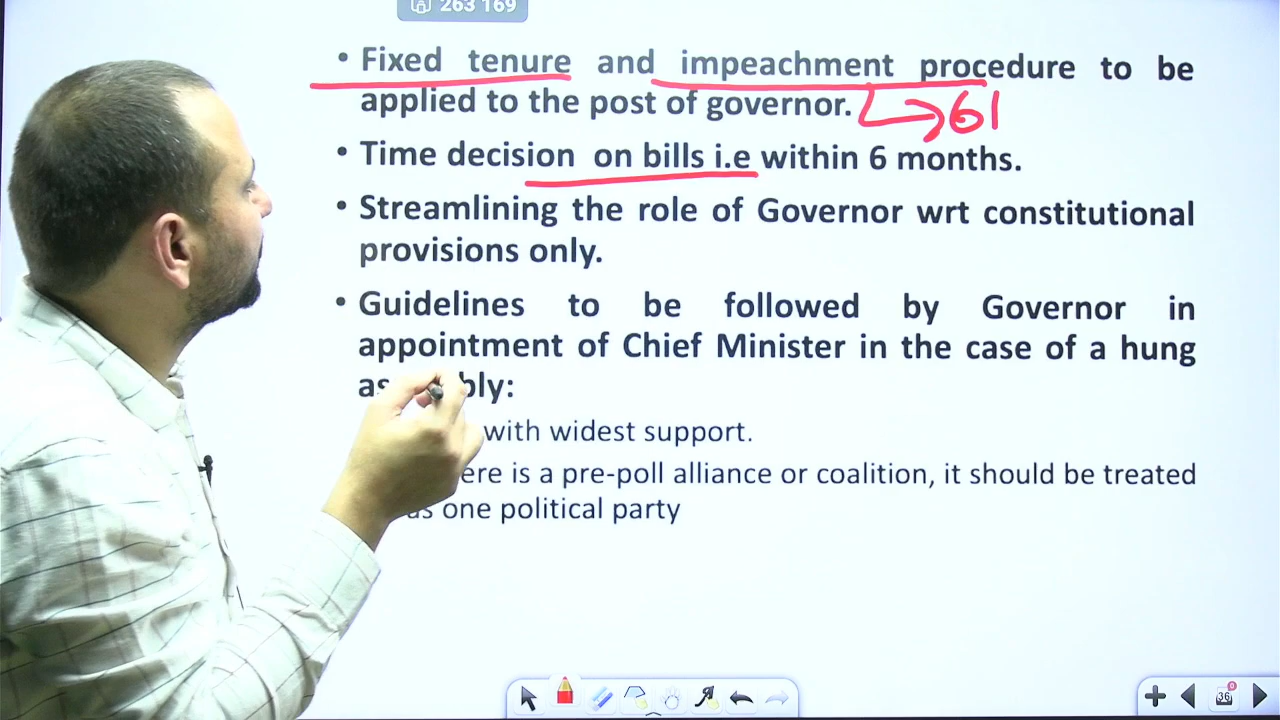 263 169
• Fixed tenure and impeachment procedure to be
applied to the post of governor. 61
• Time decision on bills i.e within 6 months.
• Streamlining the role of Governor wrt constitutional
provisions only.
• Guidelines to be followed by Governor in
appointment of Chief Minister in the case of a hung
as bly:
with widest support.
ere is a pre-poll alliance or coalition, it should be treated
as one political party
36